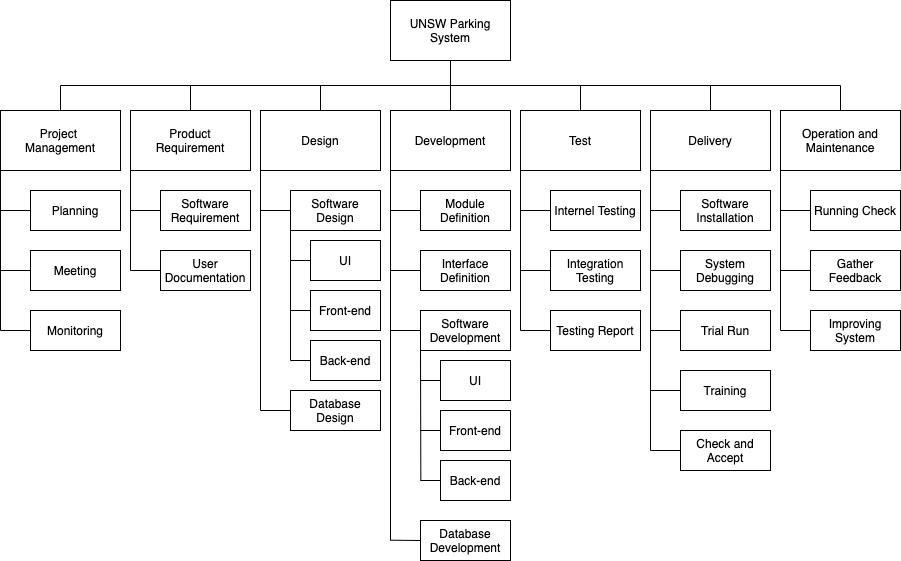 UNSW Parking
System
Project
Management
Product
Requirement
Design
Development
Test
Delivery
Operation and
Maintenance
Planning
Meeting
Monitoring
Software
Requirement
User
Documentation
Software
Design
UI
Front-end
Back-end
Database
Design
Module
Definition
Interface
Definition
Software
Development
UI
Front-end
Back-end
Database
Development
Internel Testing
Integration
Testing
Testing Report
Software
Installation
System
Debugging
Trial Run
Training
Check and
Accept
Running Check
Gather
Feedback
Improving
System